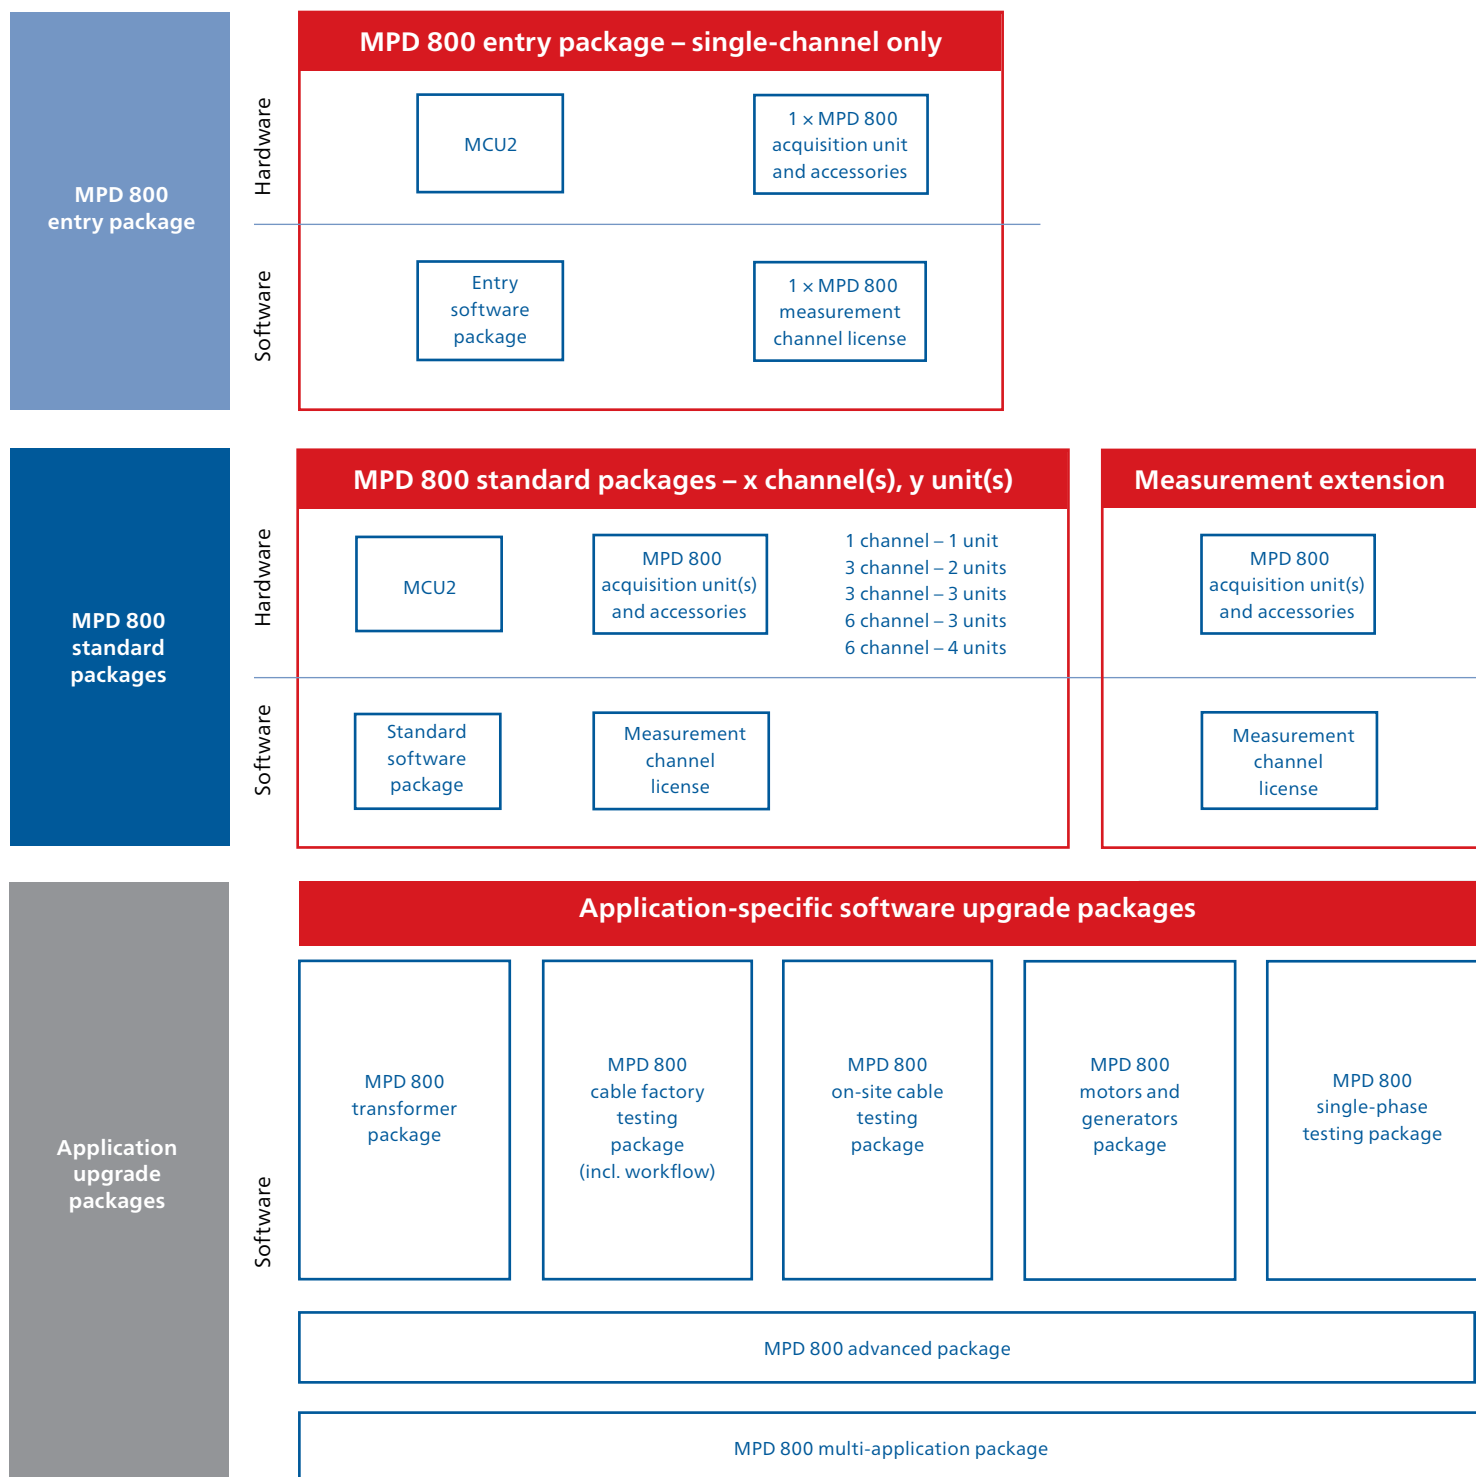 MPD 800
entry package
MPD 800 entry package – single-channel only
Hardware
MCU2
1 × MPD 800
acquisition unit
and accessories
Software
Entry
software
package
1 × MPD 800
measurement
channel license
MPD 800
standard
packages
MPD 800 standard packages – x channel(s), y unit(s)
Hardware
MCU2
MPD 800
acquisition unit(s)
and accessories
1 channel – 1 unit
3 channel – 2 units
3 channel – 3 units
6 channel – 3 units
6 channel – 4 units
Software
Standard
software
package
Measurement
channel
license
Measurement extension
MPD 800
acquisition unit(s)
and accessories
Measurement
channel
license
Application
upgrade
packages
Application-specific software upgrade packages
Software
MPD 800
transformer
package
MPD 800
cable factory
testing
package
(incl. workflow)
MPD 800
on-site cable
testing
package
MPD 800
motors and
generators
package
MPD 800
single-phase
testing package
MPD 800 advanced package
MPD 800 multi-application package